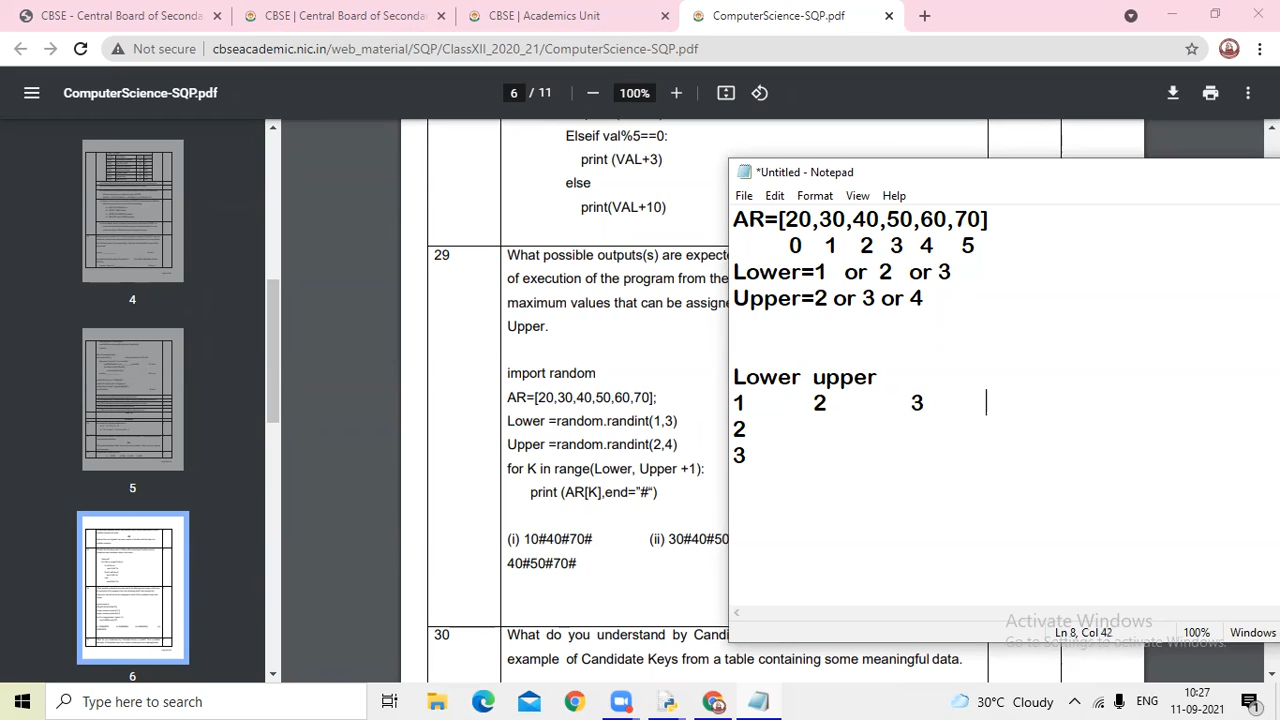 CBSE - Central Board of Seconda
CBSE | Central Board of Secondar
CBSE | Academics Unit
ComputerScience-SQP.pdf
Not secure
cbseacademic.nic.in/web_material/SQP/ClassXII_2020_21/ComputerScience-SQP.pdf
ComputerScience-SQP.pdf
6 / 11
100%
4
5
6
Elseif val%5==0:
print (VAL+3)
else
print(VAL+10)
29
What possible outputs(s) are expecte
of execution of the program from the
maximum values that can be assigne
Upper.
import random
AR=[20,30,40,50,60,70];
Lower =random.randint(1,3)
Upper =random.randint(2,4)
for K in range(Lower, Upper +1):
print (AR[K],end=”#“)
(i) 10#40#70# (ii) 30#40#50
40#50#70#
30
What do you understand by Candid
example of Candidate Keys from a table containing some meaningful data.
*Untitled - Notepad
File Edit Format View Help
AR=[20,30,40,50,60,70]
0 1 2 3 4 5
Lower=1 or 2 or 3
Upper=2 or 3 or 4
Lower upper
1 2 3
2
3
Activate Windows
Go to Settings to activate Windows.
Ln 8, Col 42
100%
Windows
Type here to search
30°C Cloudy
ENG
10:27
11-09-2021